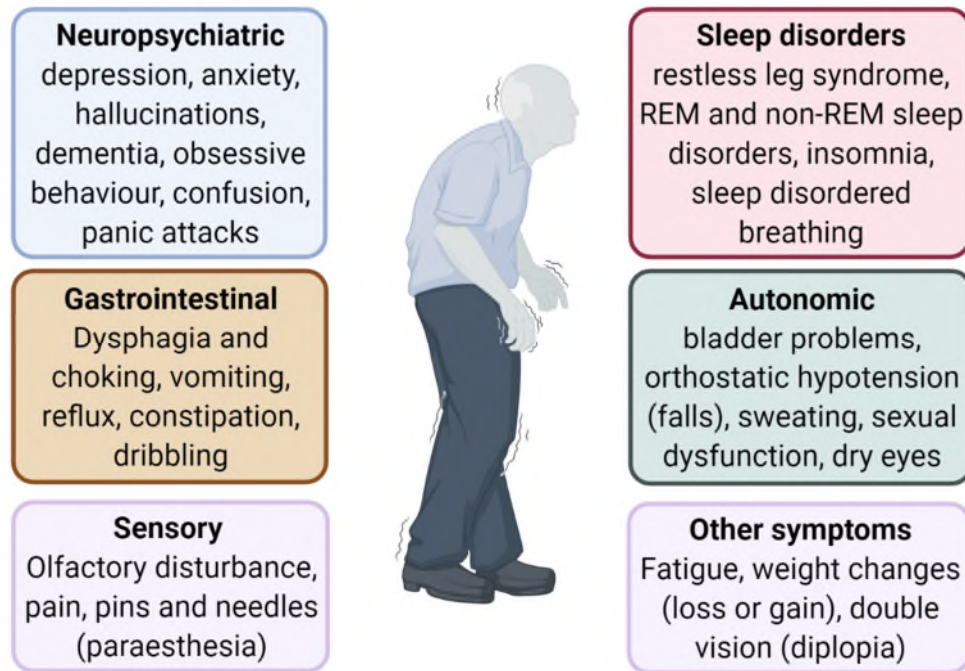 Neuropsychiatric
depression, anxiety,
hallucinations,
dementia, obsessive
behaviour, confusion,
panic attacks
Gastrointestinal
Dysphagia and
choking, vomiting,
reflux, constipation,
dribbling
Sensory
Olfactory disturbance,
pain, pins and needles
(paraesthesia)
Sleep disorders
restless leg syndrome,
REM and non-REM sleep
disorders, insomnia,
sleep disordered
breathing
Autonomic
bladder problems,
orthostatic hypotension
(falls), sweating, sexual
dysfunction, dry eyes
Other symptoms
Fatigue, weight changes
(loss or gain), double
vision (diplopia)